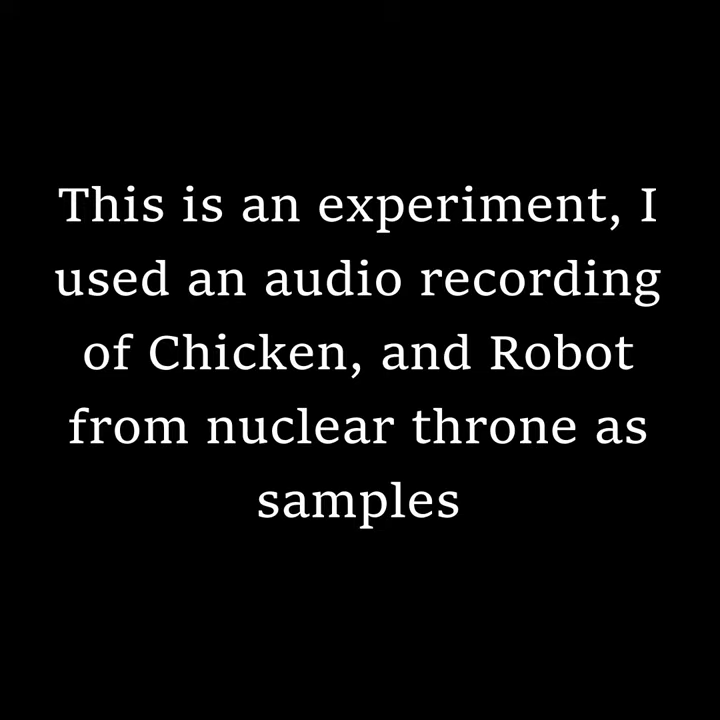 This is an experiment, I
used an audio recording
of Chicken, and Robot
from nuclear throne as
samples